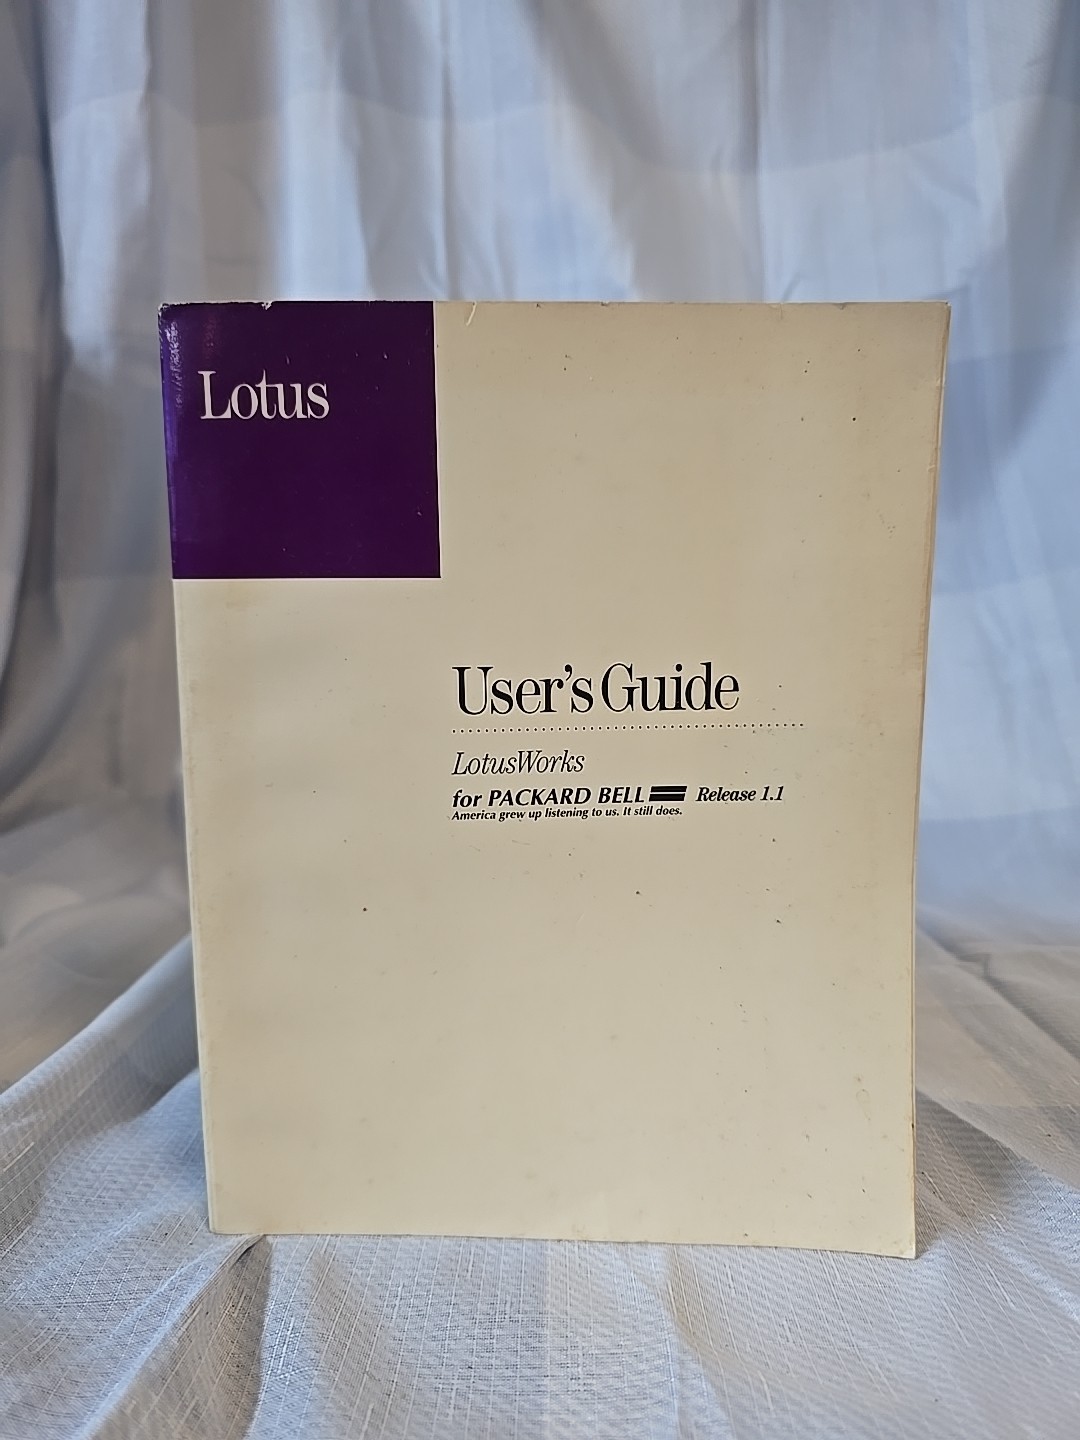 Lotus
User's Guide
LotusWorks
for PACKARD BELL Release 1.1
America grew up listening to us. It still does.